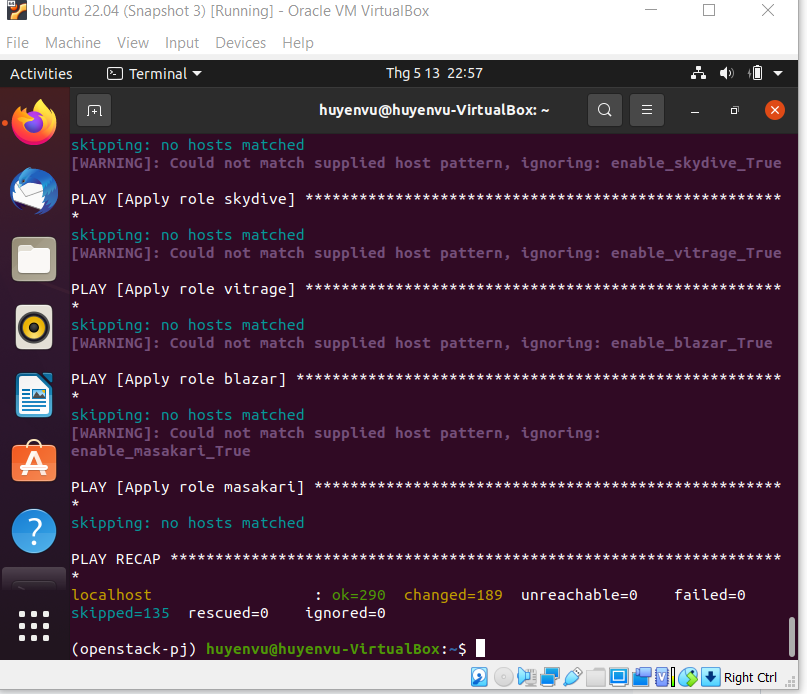 Ubuntu 22.04 (Snapshot 3) [Running] - Oracle VM VirtualBox
File Machine View Input Devices Help
Activities Terminal Thg 5 13 22:57
huyenvu@huyenvu-VirtualBox: ~
skipping: no hosts matched
[WARNING]: Could not match supplied host pattern, ignoring: enable_skydive_True
PLAY [Apply role skydive] *****************************************************
*
skipping: no hosts matched
[WARNING]: Could not match supplied host pattern, ignoring: enable_vitrage_True
PLAY [Apply role vitrage] *****************************************************
*
skipping: no hosts matched
[WARNING]: Could not match supplied host pattern, ignoring: enable_blazar_True
PLAY [Apply role blazar] ******************************************************
*
skipping: no hosts matched
[WARNING]: Could not match supplied host pattern, ignoring:
enable_masakari_True
PLAY [Apply role masakari] ****************************************************
*
skipping: no hosts matched
PLAY RECAP ********************************************************************
*
localhost : ok=290 changed=189 unreachable=0 failed=0
skipped=135 rescued=0 ignored=0
(openstack-pj) huyenvu@huyenvu-VirtualBox:~$
Right Ctrl